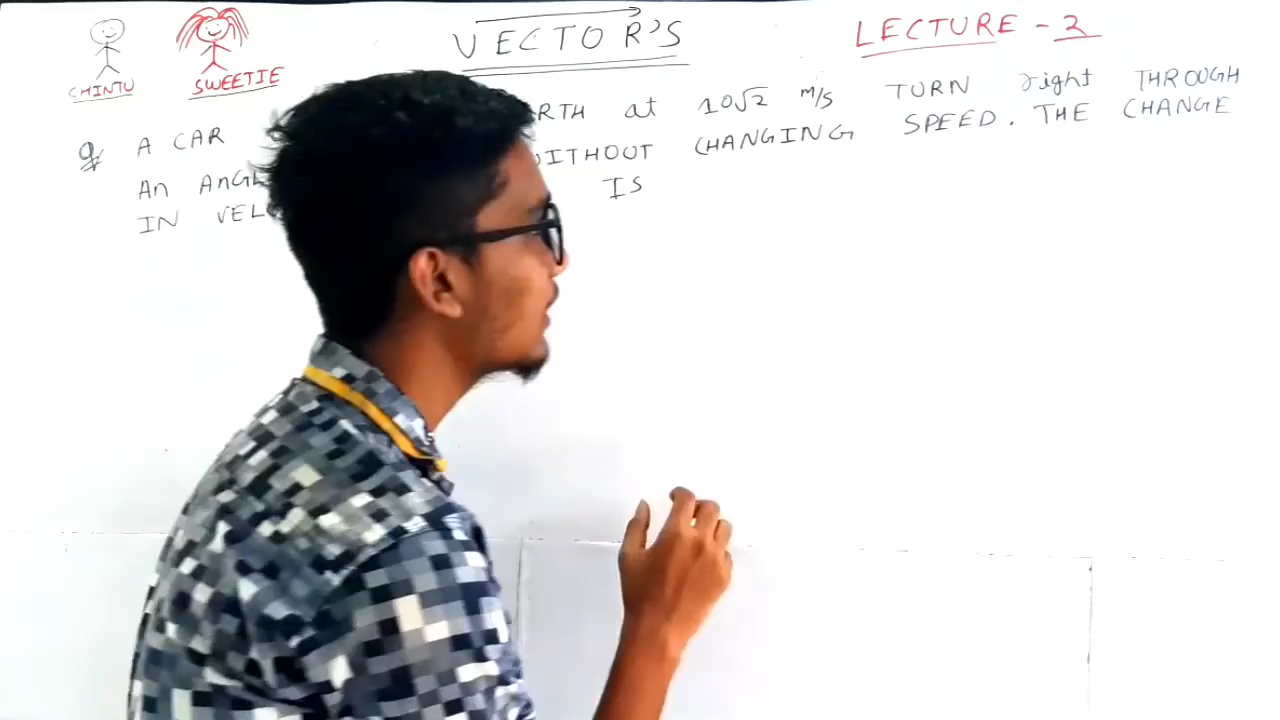 VECTOR'S
LECTURE - 2
CHINTU
SWEETIE
Q A CAR RTH at 10√2 m/s TURN right THROUGH
An ANGL WITHOUT CHANGING SPEED. THE CHANGE
IN VEL IS